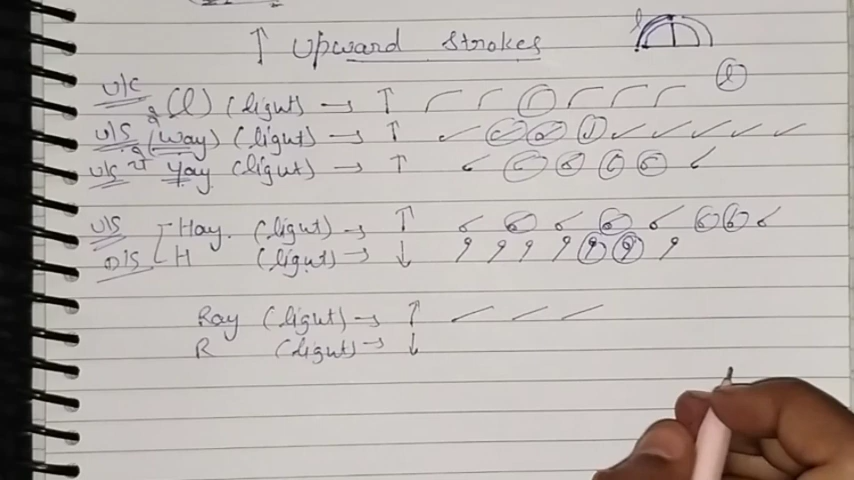 ↑ Upward Strokes
U/C (l) (light) → ↑
U/S (Way) (light) → ↑
U/S Yay (light) → ↑
U/S Hay. (light) → ↑
D/S H (light) → ↓
Ray (light) → ↑
R (light) → ↓